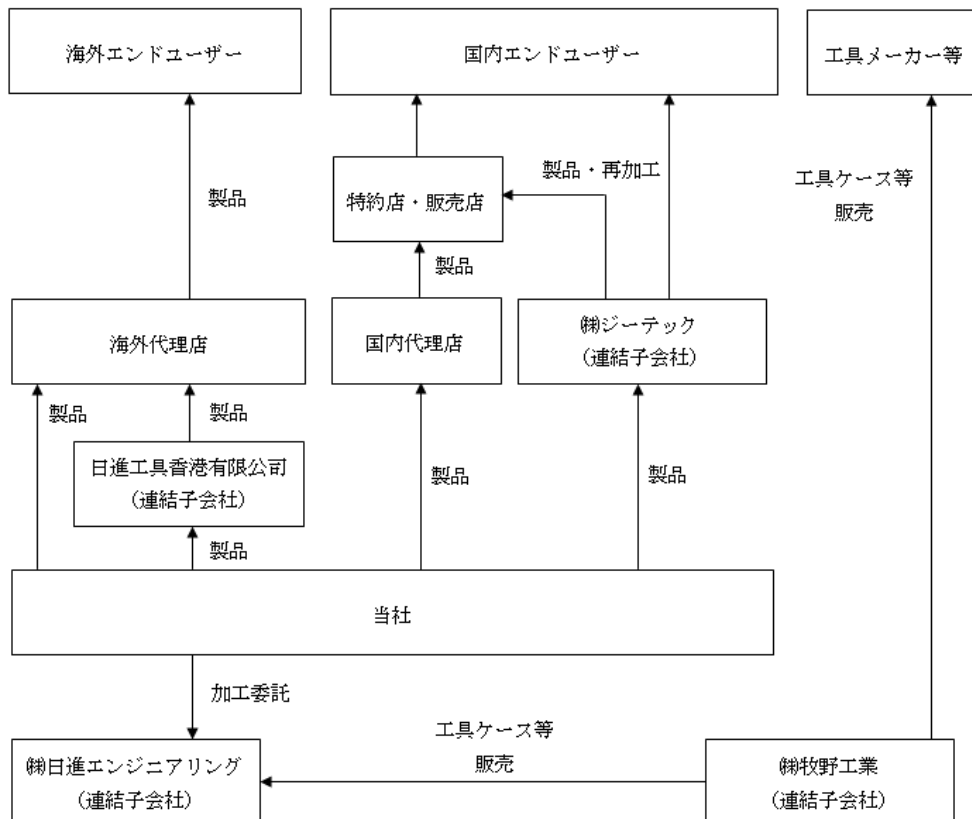 海外エンドユーザー
国内エンドユーザー
工具メーカー等
製品・再加工
工具ケース等
販売
製品
特約店・販売店
製品
海外代理店
国内代理店
㈱ジーテック
(連結子会社)
製品
製品
日進工具香港有限公司
(連結子会社)
製品
製品
製品
当社
加工委託
工具ケース等
販売
㈱日進エンジニアリング
(連結子会社)
㈱牧野工業
(連結子会社)